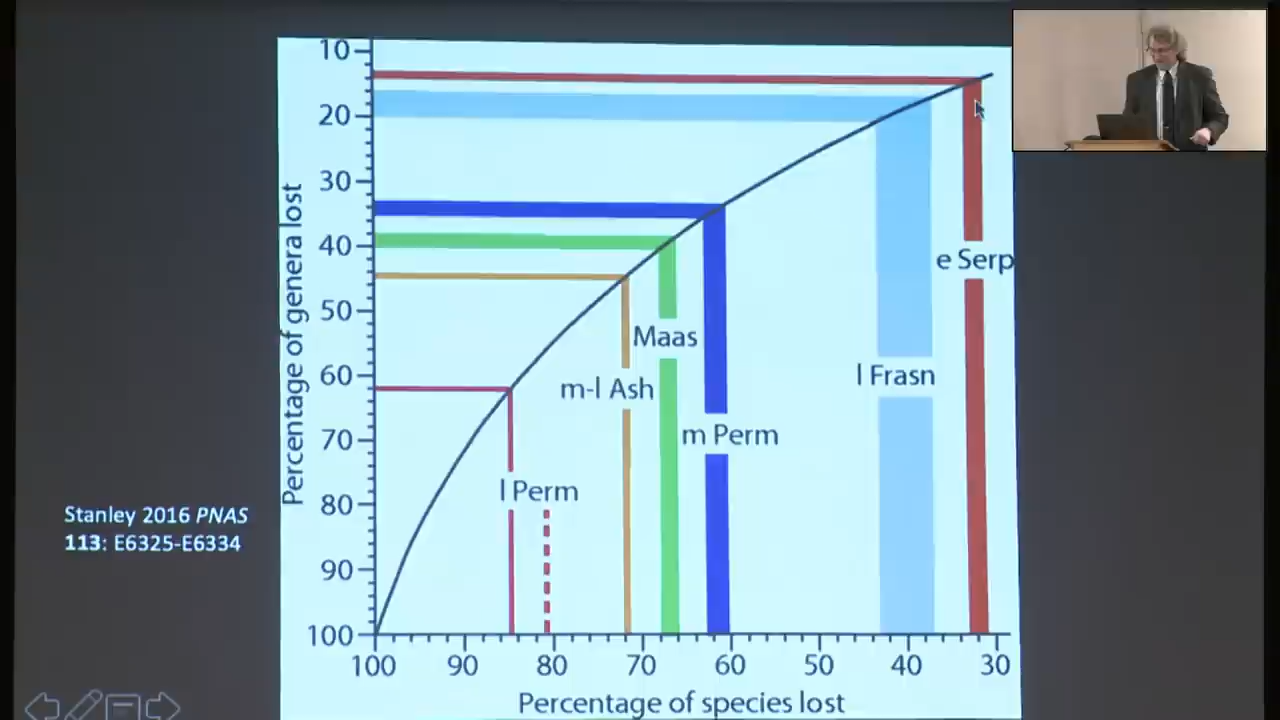 10
20
30
40
50
60
70
80
90
100
Percentage of genera lost
e Serp
Maas
l Frasn
m-l Ash
m Perm
l Perm
100 90 80 70 60 50 40 30
Percentage of species lost
Stanley 2016 PNAS
113: E6325-E6334